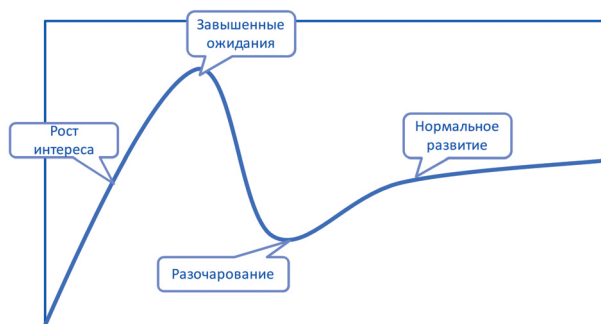 Завышенные
ожидания
Рост
интереса
Нормальное
развитие
Разочарование